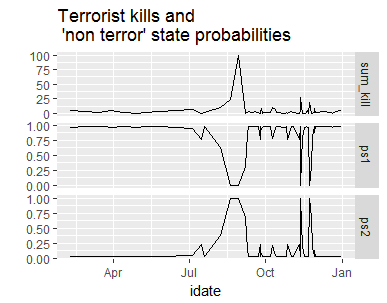 Terrorist kills and
'non terror' state probabilities
100
75
50
25
0
sum_kill
1.00
0.75
0.50
0.25
0.00
ps1
1.00
0.75
0.50
0.25
0.00
ps2
Apr Jul Oct Jan
idate